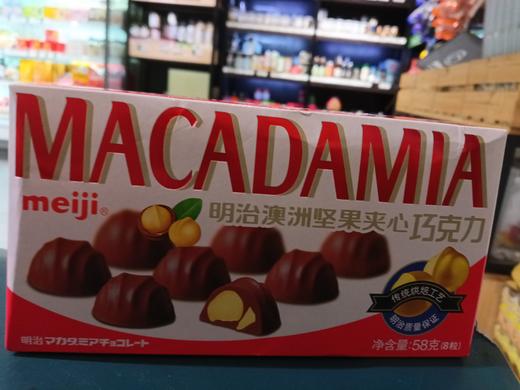 MACADAMIA
meiji®
明治澳洲坚果夹心巧克力
传统烘焙工艺
明治质量保证
明治マカダミアチョコレート
净含量:58克(8粒)